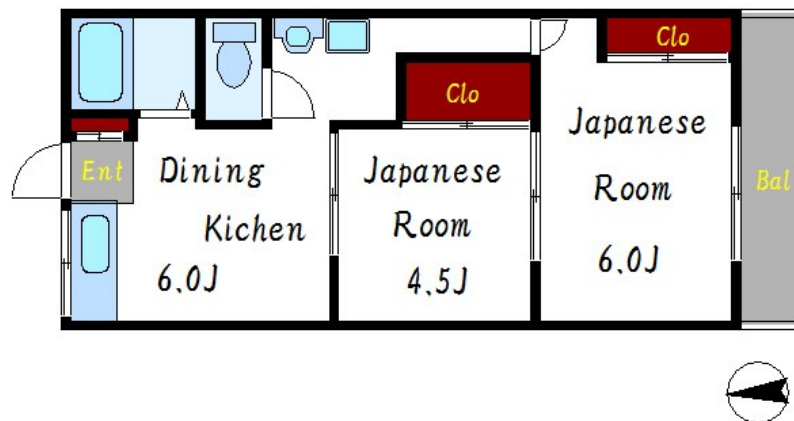 Clo
Clo
Ent
Dining
Kichen
6.0J
Japanese
Room
4.5J
Japanese
Room
6.0J
Bal